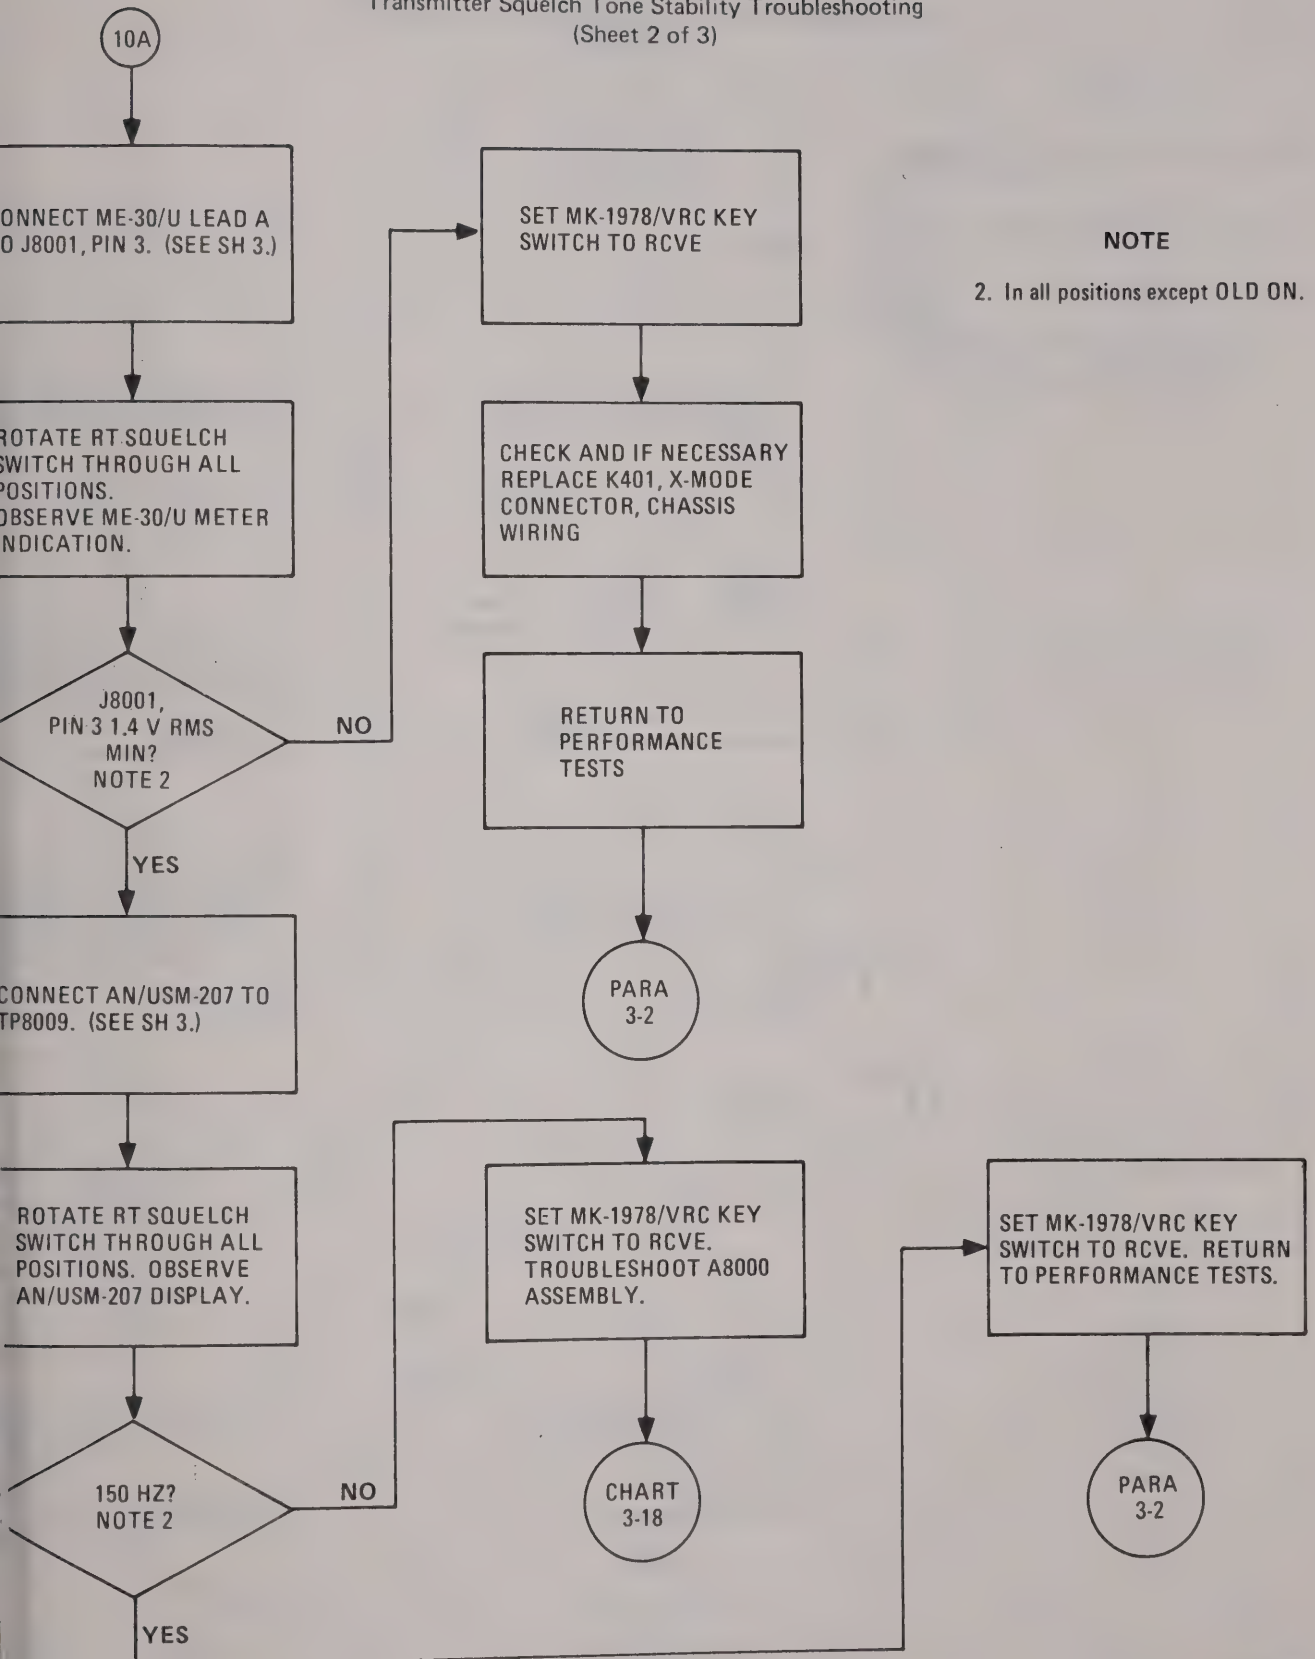 Transmitter Squelch Tone Stability Troubleshooting
(Sheet 2 of 3)
10A
ONNECT ME-30/U LEAD A
O J8001, PIN 3. (SEE SH 3.)
ROTATE RT SQUELCH
SWITCH THROUGH ALL
POSITIONS.
OBSERVE ME-30/U METER
INDICATION.
J8001,
PIN 3 1.4 V RMS
MIN?
NOTE 2
NO
YES
SET MK-1978/VRC KEY
SWITCH TO RCVE
CHECK AND IF NECESSARY
REPLACE K401, X-MODE
CONNECTOR, CHASSIS
WIRING
RETURN TO
PERFORMANCE
TESTS
PARA
3-2
NOTE
2. In all positions except OLD ON.
CONNECT AN/USM-207 TO
TP8009. (SEE SH 3.)
ROTATE RT SQUELCH
SWITCH THROUGH ALL
POSITIONS. OBSERVE
AN/USM-207 DISPLAY.
150 HZ?
NOTE 2
NO
YES
SET MK-1978/VRC KEY
SWITCH TO RCVE.
TROUBLESHOOT A8000
ASSEMBLY.
CHART
3-18
SET MK-1978/VRC KEY
SWITCH TO RCVE. RETURN
TO PERFORMANCE TESTS.
PARA
3-2